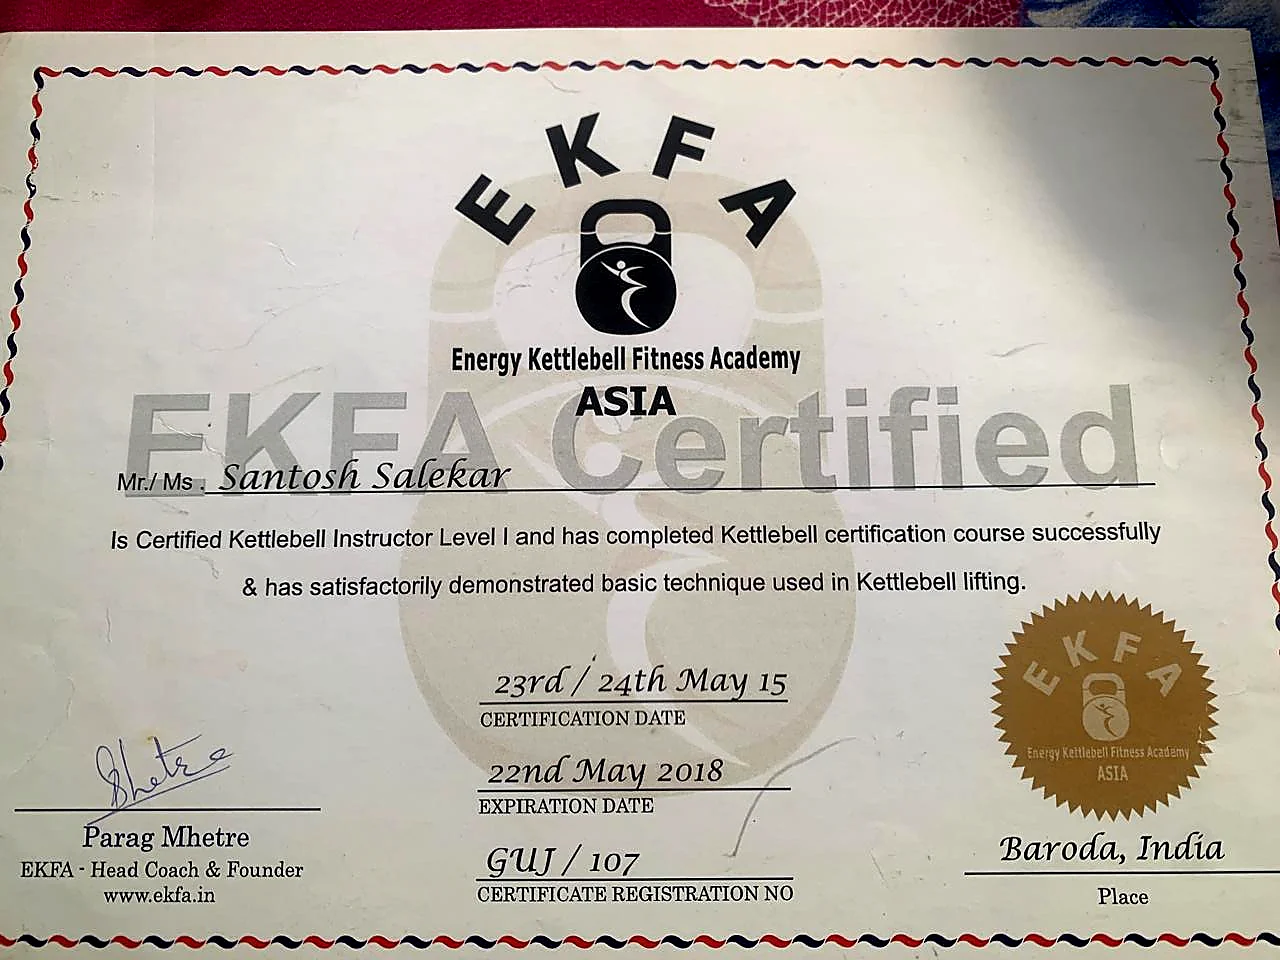 EKFA
Energy Kettlebell Fitness Academy
ASIA
EKFA Certified
Mr./ Ms . Santosh Salekar
Is Certified Kettlebell Instructor Level I and has completed Kettlebell certification course successfully
& has satisfactorily demonstrated basic technique used in Kettlebell lifting.
23rd / 24th May 15
CERTIFICATION DATE
22nd May 2018
EXPIRATION DATE
GUJ / 107
CERTIFICATE REGISTRATION NO
Shetre
Parag Mhetre
EKFA - Head Coach & Founder
www.ekfa.in
EKFA
Energy Kettlebell Fitness Academy
ASIA
Baroda, India
Place